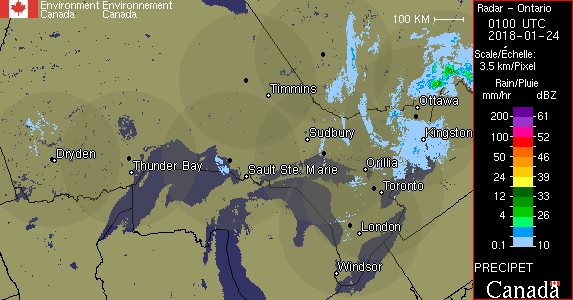 Environment Environnement
Canada Canada
100 KM
Timmins
Ottawa
Sudbury
Kingston
Dryden
Thunder Bay
Sault Ste. Marie
Orillia
Toronto
London
Windsor
Radar - Ontario
0100 UTC
2018-01-24
Scale/Échelle:
3.5 km/Pixel
Rain/Pluie
mm/hr dBZ
200 61
100 52
50 46
24 39
12 33
4 26
2 20
0.1 10
PRECIPET
Canada